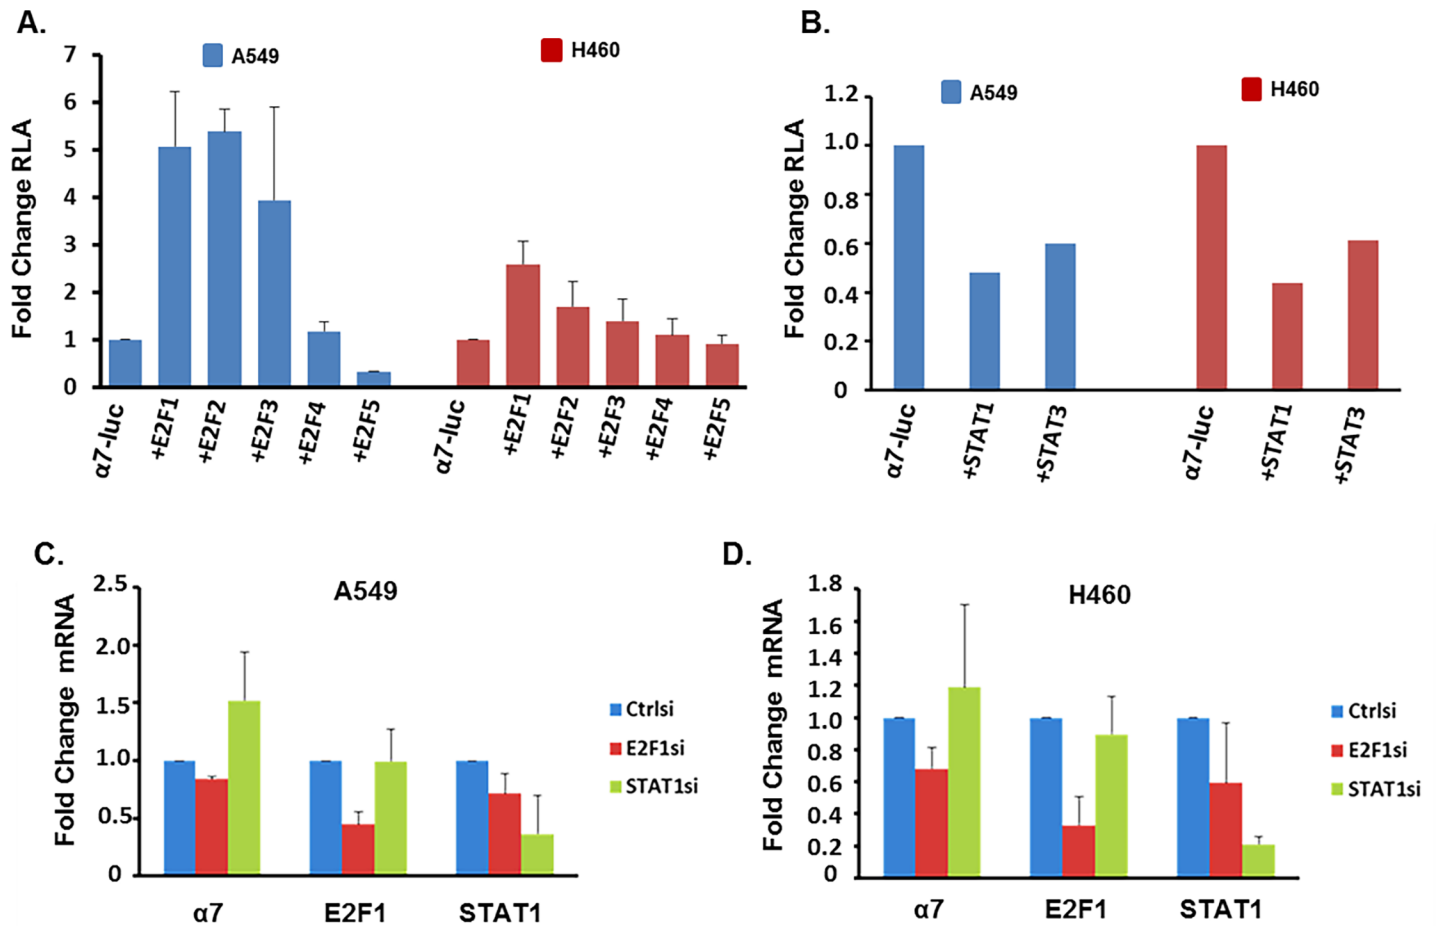 A.
A549
H460
Fold Change RLA
7
6
5
4
3
2
1
0
α7-luc
+E2F1
+E2F2
+E2F3
+E2F4
+E2F5
α7-luc
+E2F1
+E2F2
+E2F3
+E2F4
+E2F5
B.
A549
H460
Fold Change RLA
1.2
1.0
0.8
0.6
0.4
0.2
0
α7-luc
+STAT1
+STAT3
α7-luc
+STAT1
+STAT3
C.
A549
Fold Change mRNA
2.5
2.0
1.5
1.0
0.5
0
α7
E2F1
STAT1
Ctrlsi
E2F1si
STAT1si
D.
H460
Fold Change mRNA
1.8
1.6
1.4
1.2
1.0
0.8
0.6
0.4
0.2
0
α7
E2F1
STAT1
Ctrlsi
E2F1si
STAT1si